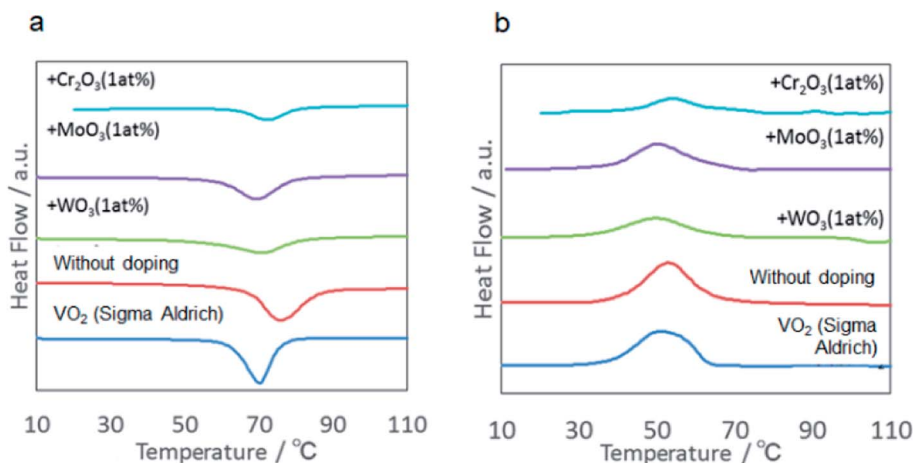 a
+Cr₂O₃(1at%)
+MoO₃(1at%)
+WO₃(1at%)
Without doping
VO₂ (Sigma Aldrich)
Heat Flow / a.u.
10 30 50 70 90 110
Temperature / °C
b
+Cr₂O₃(1at%)
+MoO₃(1at%)
+WO₃(1at%)
Without doping
VO₂ (Sigma
Aldrich)
Heat Flow / a.u.
10 30 50 70 90 110
Temperature / °C